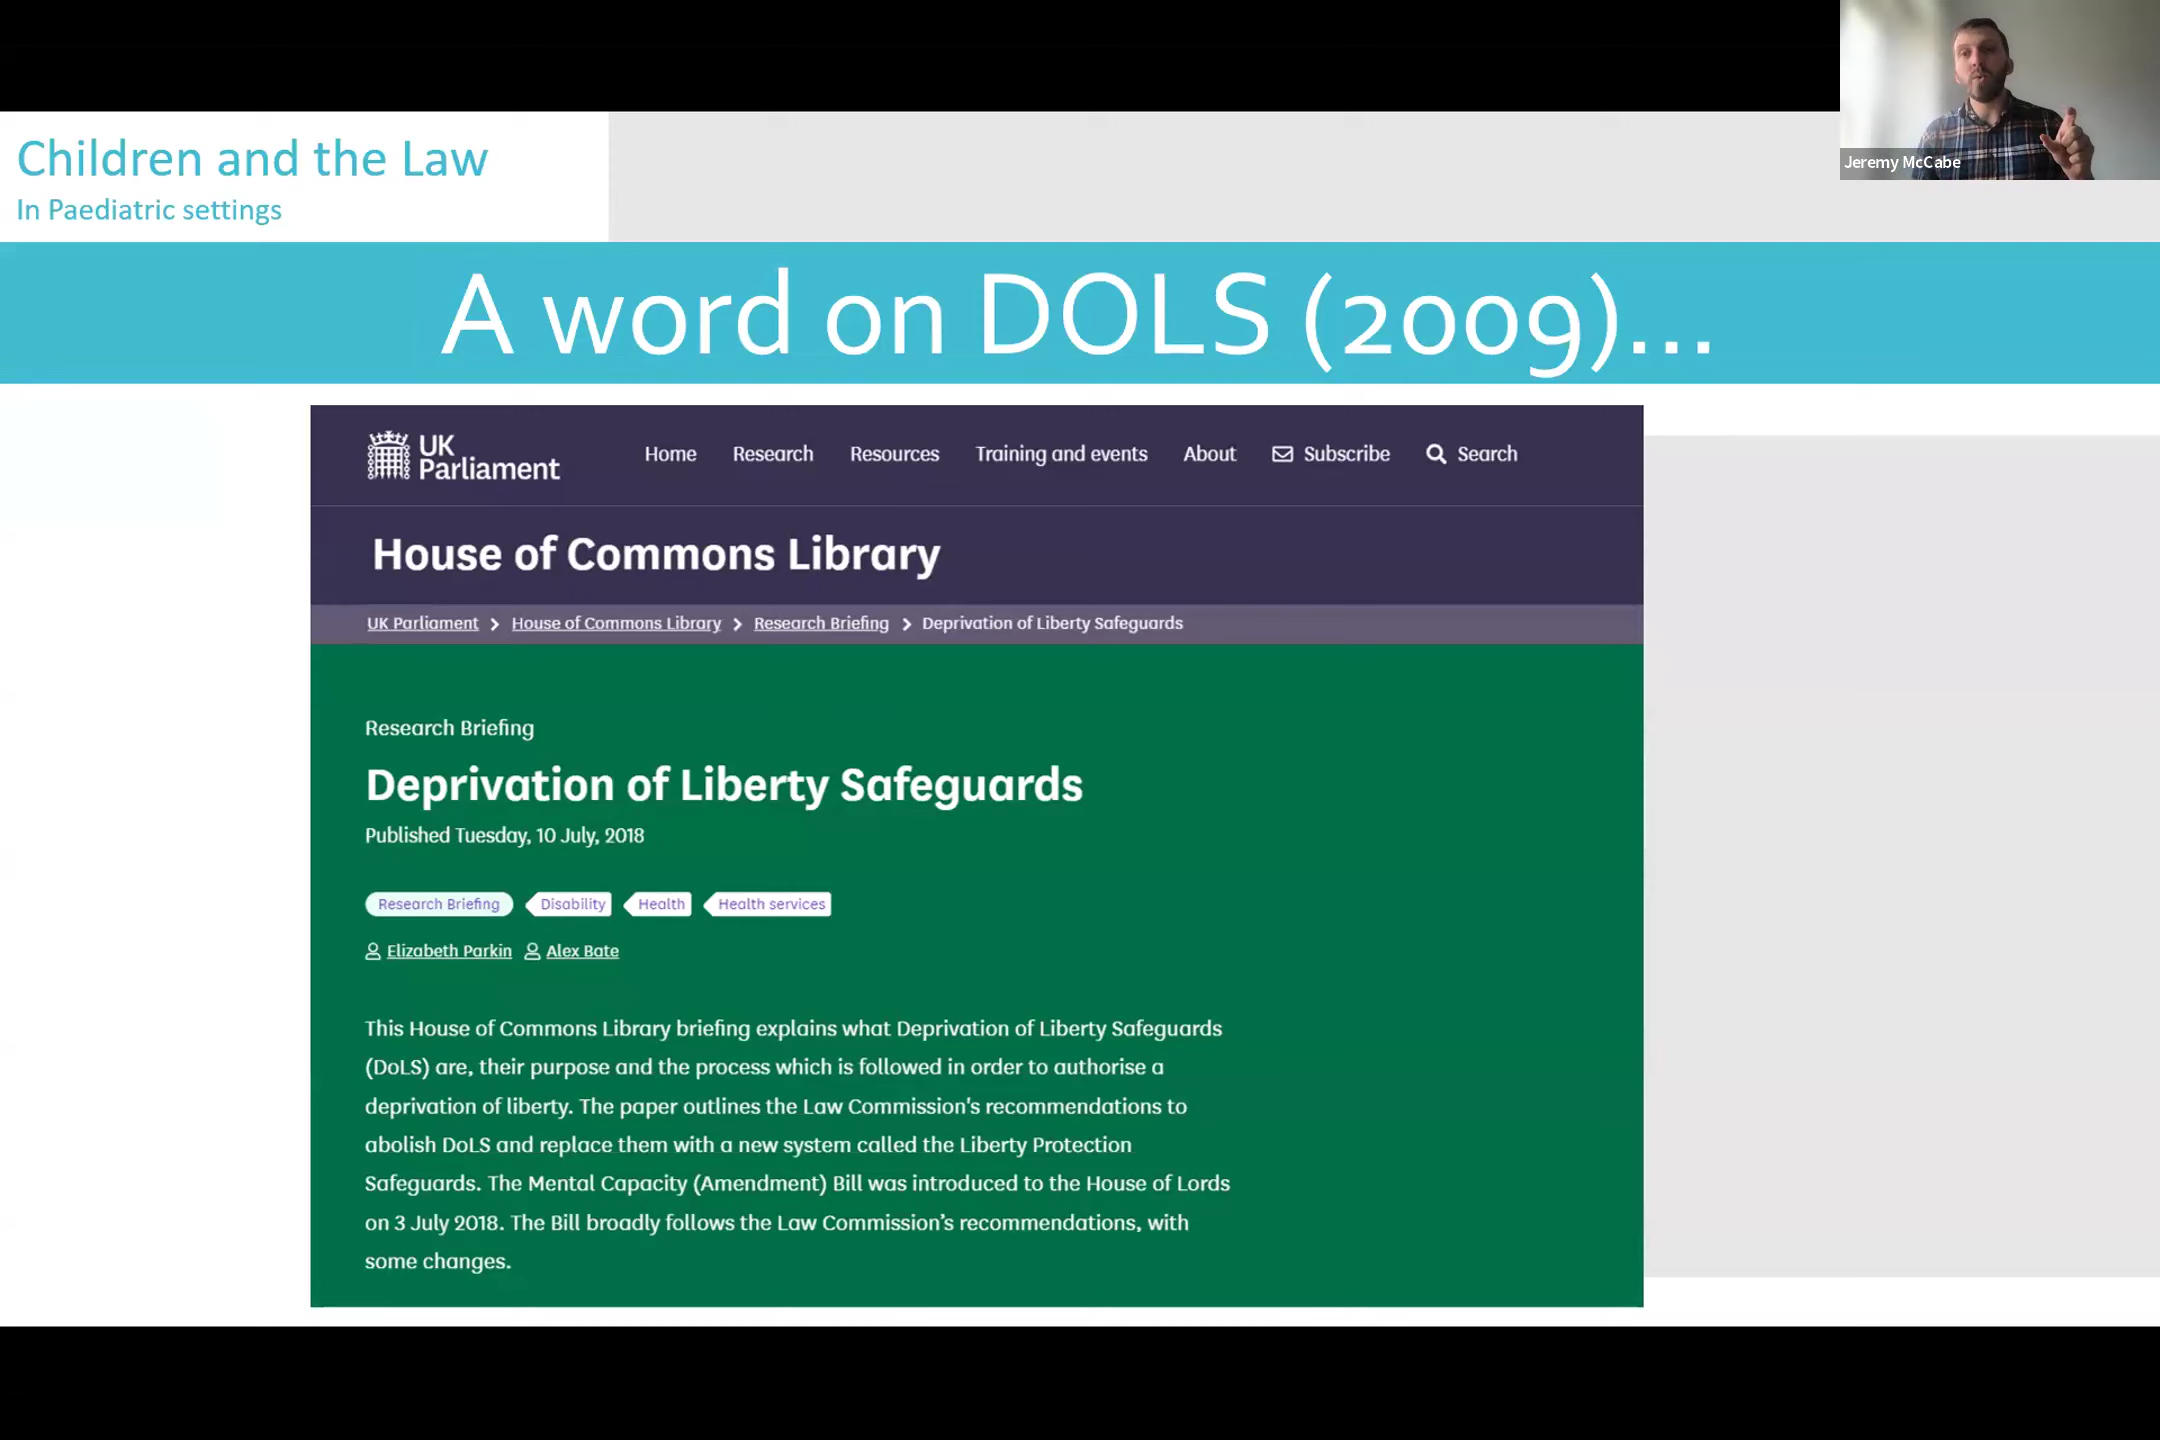 Jeremy McCabe
Children and the Law
In Paediatric settings
A word on DOLS (2009)...
UK
Parliament
Home Research Resources Training and events About Subscribe Search
House of Commons Library
UK Parliament > House of Commons Library > Research Briefing > Deprivation of Liberty Safeguards
Research Briefing
Deprivation of Liberty Safeguards
Published Tuesday, 10 July, 2018
Research Briefing Disability Health Health services
Elizabeth Parkin Alex Bate
This House of Commons Library briefing explains what Deprivation of Liberty Safeguards
(DoLS) are, their purpose and the process which is followed in order to authorise a
deprivation of liberty. The paper outlines the Law Commission's recommendations to
abolish DoLS and replace them with a new system called the Liberty Protection
Safeguards. The Mental Capacity (Amendment) Bill was introduced to the House of Lords
on 3 July 2018. The Bill broadly follows the Law Commission’s recommendations, with
some changes.